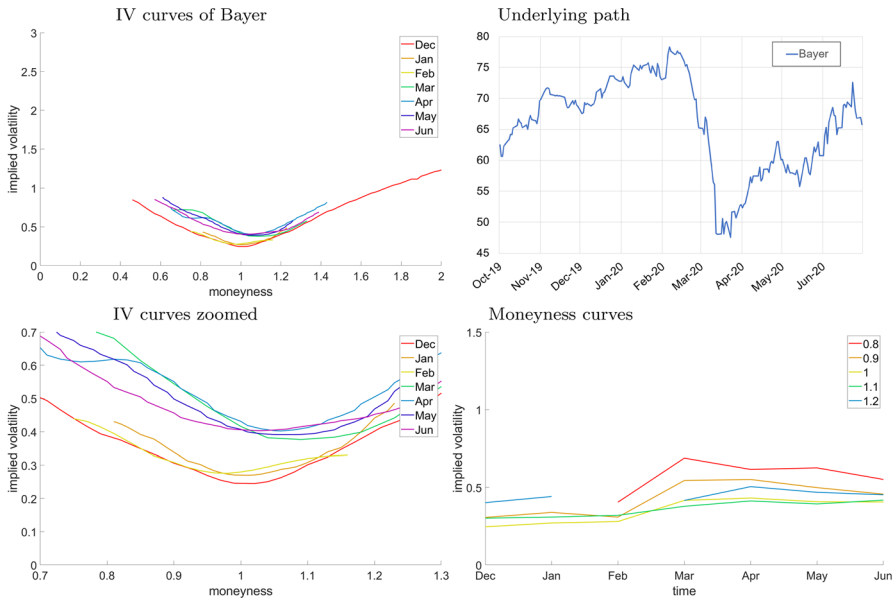 IV curves of Bayer
3
2.5
2
1.5
1
0.5
0
0
0.2
0.4
0.6
0.8
1
1.2
1.4
1.6
1.8
2
implied volatility
moneyness
Dec
Jan
Feb
Mar
Apr
May
Jun
Underlying path
80
75
70
65
60
55
50
45
Oct-19
Nov-19
Dec-19
Jan-20
Feb-20
Mar-20
Apr-20
May-20
Jun-20
Bayer
IV curves zoomed
0.7
0.6
0.5
0.4
0.3
0.2
0.1
0
0.7
0.8
0.9
1
1.1
1.2
1.3
implied volatility
moneyness
Dec
Jan
Feb
Mar
Apr
May
Jun
Moneyness curves
1.5
1
0.5
0
Dec
Jan
Feb
Mar
Apr
May
Jun
implied volatility
time
0.8
0.9
1
1.1
1.2